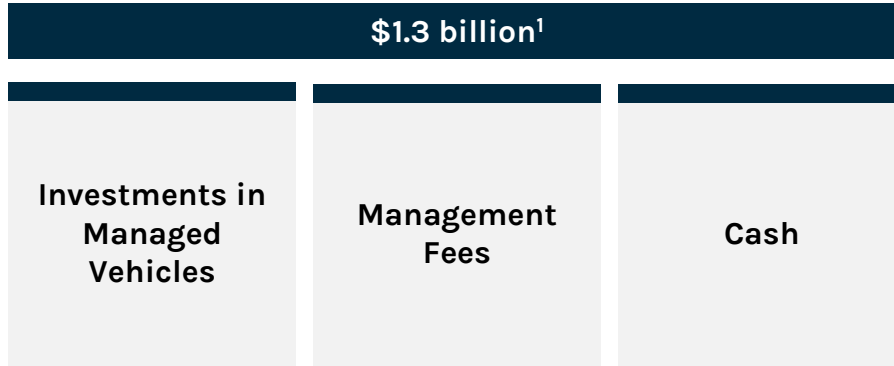 $1.3 billion¹
Investments in
Managed
Vehicles
Management
Fees
Cash